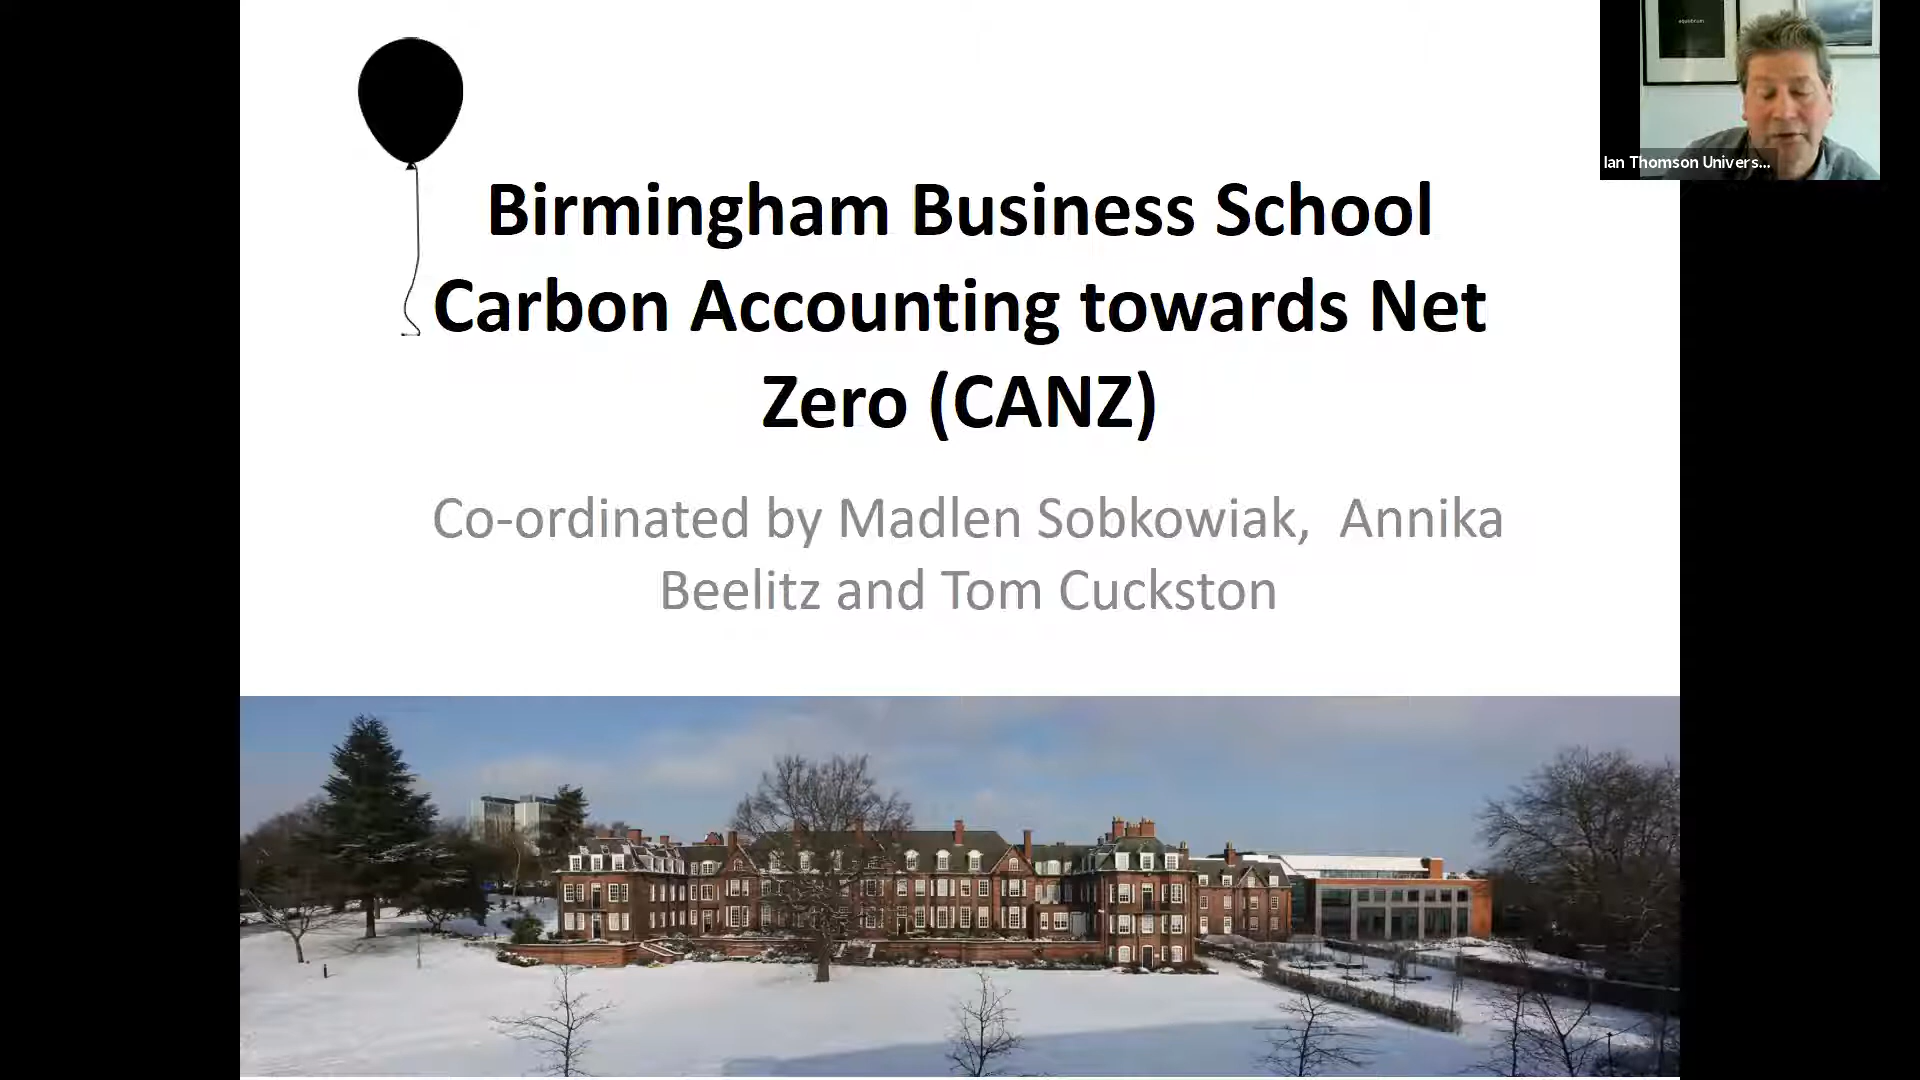 Birmingham Business School
Carbon Accounting towards Net
Zero (CANZ)
Co-ordinated by Madlen Sobkowiak, Annika
Beelitz and Tom Cuckston
Ian Thomson Univers...